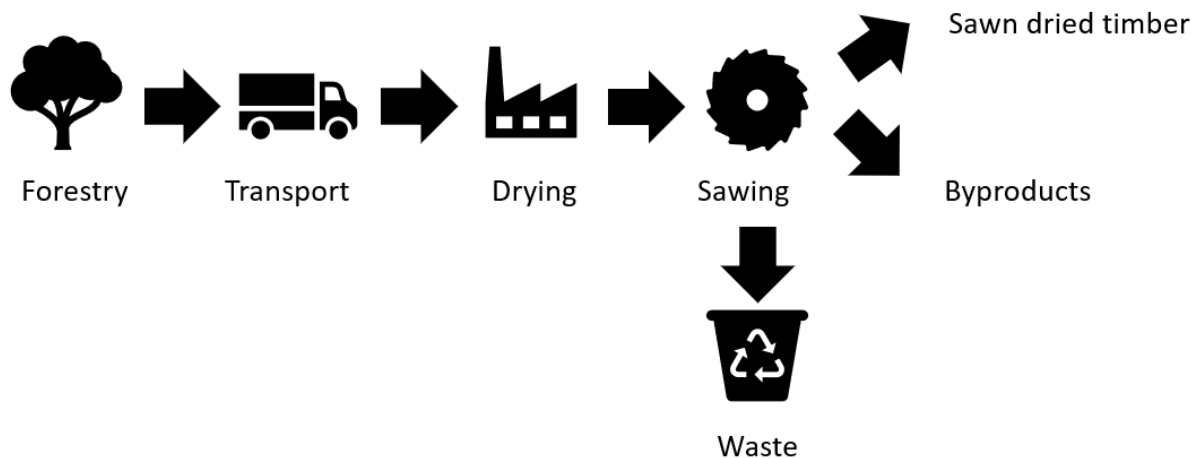 Sawn dried timber
Forestry
Transport
Drying
Sawing
Byproducts
Waste